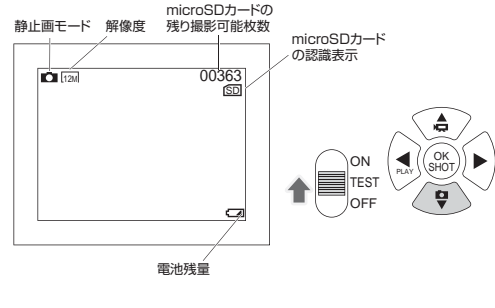 microSDカードの
残り撮影可能枚数
静止画モード
解像度
microSDカード
の認識表示
12M
00363
SD
ON
TEST
OFF
PLAY
OK
SHOT
電池残量